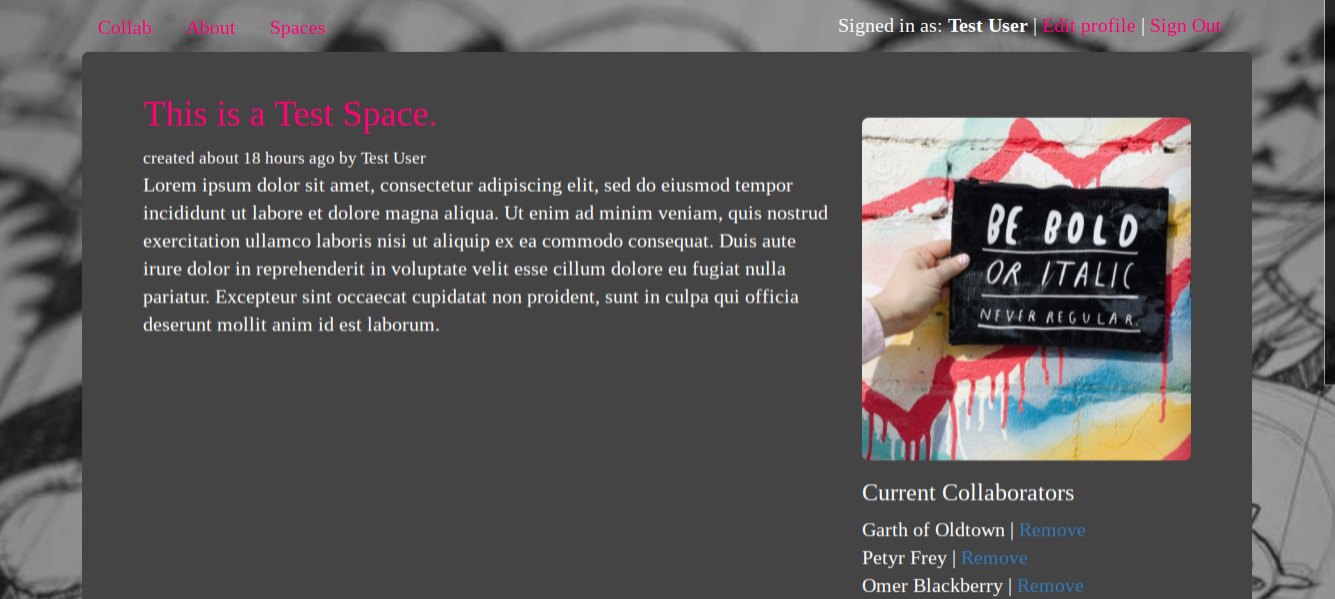 Collab About Spaces
Signed in as: Test User | Edit profile | Sign Out
This is a Test Space.
created about 18 hours ago by Test User
Lorem ipsum dolor sit amet, consectetur adipiscing elit, sed do eiusmod tempor
incididunt ut labore et dolore magna aliqua. Ut enim ad minim veniam, quis nostrud
exercitation ullamco laboris nisi ut aliquip ex ea commodo consequat. Duis aute
irure dolor in reprehenderit in voluptate velit esse cillum dolore eu fugiat nulla
pariatur. Excepteur sint occaecat cupidatat non proident, sunt in culpa qui officia
deserunt mollit anim id est laborum.
BE BOLD
OR ITALIC
NEVER REGULAR.
Current Collaborators
Garth of Oldtown | Remove
Petyr Frey | Remove
Omer Blackberry | Remove